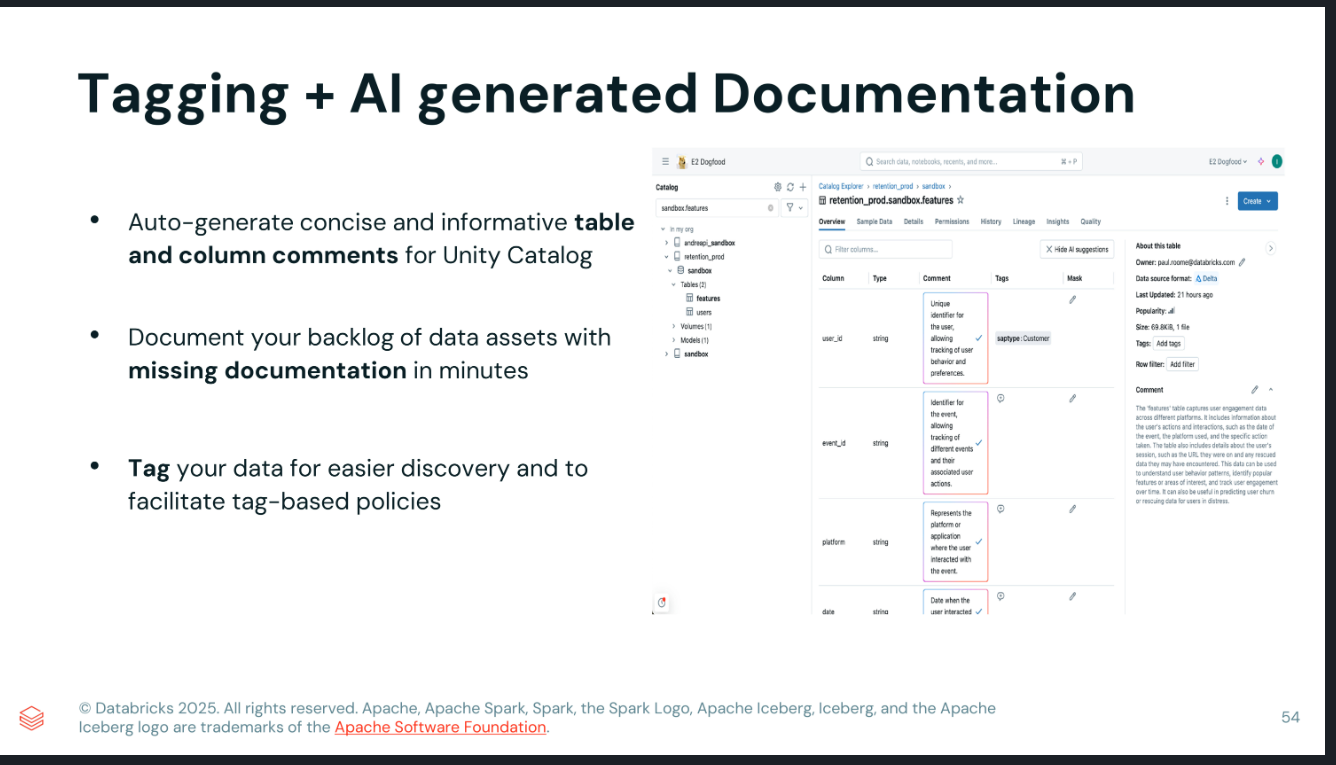 Tagging + AI generated Documentation
• Auto-generate concise and informative table
and column comments for Unity Catalog
• Document your backlog of data assets with
missing documentation in minutes
• Tag your data for easier discovery and to
facilitate tag-based policies
E2 Dogfood
Search data, notebooks, recents, and more...
⌘ + P
E2 Dogfood
Catalog
sandbox.features
In my org
andreapi_sandbox
retention_prod
sandbox
Tables (2)
features
users
Volumes (1)
Models (1)
sandbox
Catalog Explorer › retention_prod › sandbox ›
retention_prod.sandbox.features
Create
Overview Sample Data Details Permissions History Lineage Insights Quality
Filter columns...
Hide AI suggestions
Column Type Comment Tags Mask
user_id
string
Unique
identifier for
the user,
allowing
tracking of user
behavior and
preferences.
saptype : Customer
event_id
string
Identifier for
the event,
allowing
tracking of
different events
and their
associated user
actions.
platform
string
Represents the
platform or
application
where the user
interacted with
the event.
date
string
Date when the
user interacted
About this table
Owner: paul.roome@databricks.com
Data source format: Delta
Last Updated: 21 hours ago
Popularity:
Size: 69.8KiB, 1 file
Tags: Add tags
Row filter: Add filter
Comment
The 'features' table captures user engagement data
across different platforms. It includes information about
the user's actions and interactions, such as the date of
the event, the platform used, and the specific action
taken. The table also includes details about the user's
session, such as the URL they were on and any rescued
data they may have encountered. This data can be used
to understand user behavior patterns, identify popular
features or areas of interest, and track user engagement
over time. It can also be useful in predicting user churn
or rescuing data for users in distress.
© Databricks 2025. All rights reserved. Apache, Apache Spark, Spark, the Spark Logo, Apache Iceberg, Iceberg, and the Apache
Iceberg logo are trademarks of the Apache Software Foundation.
54